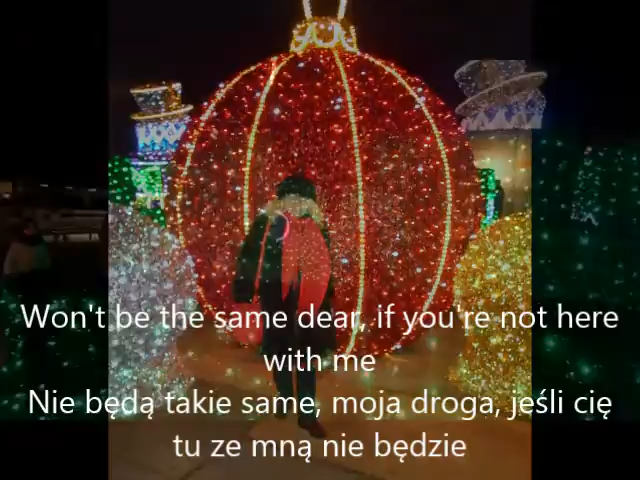 Won't be the same dear, if you're not here
with me
Nie będą takie same, moja droga, jeśli cię
tu ze mną nie będzie